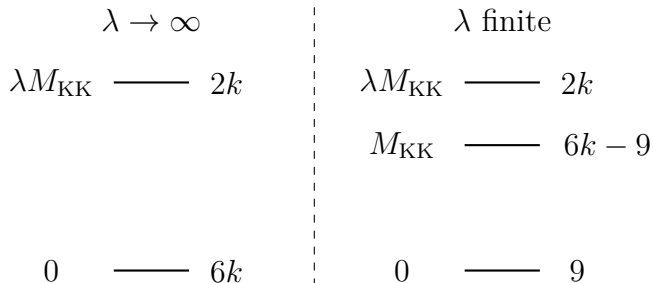 λ → ∞ λ finite
λM_KK 2k λM_KK 2k
M_KK 6k − 9
0 6k 0 9